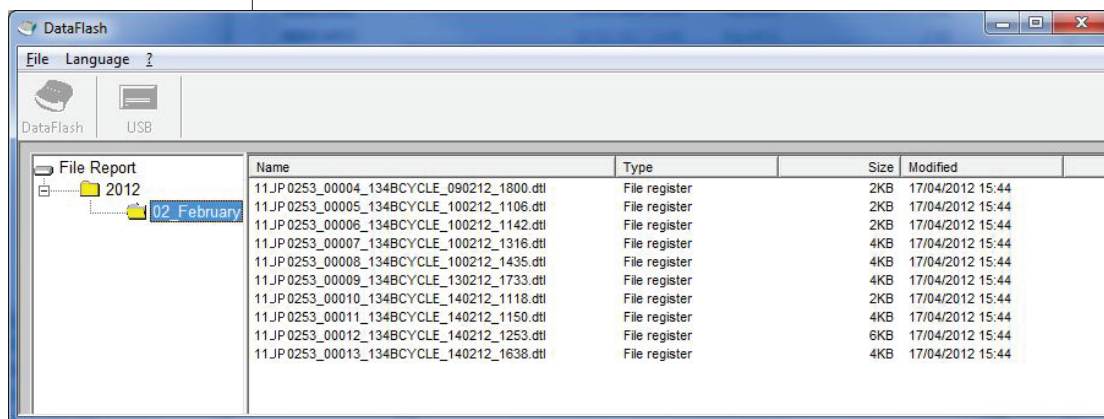 DataFlash
File Language ?
DataFlash USB
File Report
2012
02_February
Name Type Size Modified
11JP0253_00004_134BCYCLE_090212_1800.dtl File register 2KB 17/04/2012 15:44
11JP0253_00005_134BCYCLE_100212_1106.dtl File register 2KB 17/04/2012 15:44
11JP0253_00006_134BCYCLE_100212_1142.dtl File register 2KB 17/04/2012 15:44
11JP0253_00007_134BCYCLE_100212_1316.dtl File register 4KB 17/04/2012 15:44
11JP0253_00008_134BCYCLE_100212_1435.dtl File register 4KB 17/04/2012 15:44
11JP0253_00009_134BCYCLE_130212_1733.dtl File register 4KB 17/04/2012 15:44
11JP0253_00010_134BCYCLE_140212_1118.dtl File register 2KB 17/04/2012 15:44
11JP0253_00011_134BCYCLE_140212_1150.dtl File register 4KB 17/04/2012 15:44
11JP0253_00012_134BCYCLE_140212_1253.dtl File register 6KB 17/04/2012 15:44
11JP0253_00013_134BCYCLE_140212_1638.dtl File register 4KB 17/04/2012 15:44